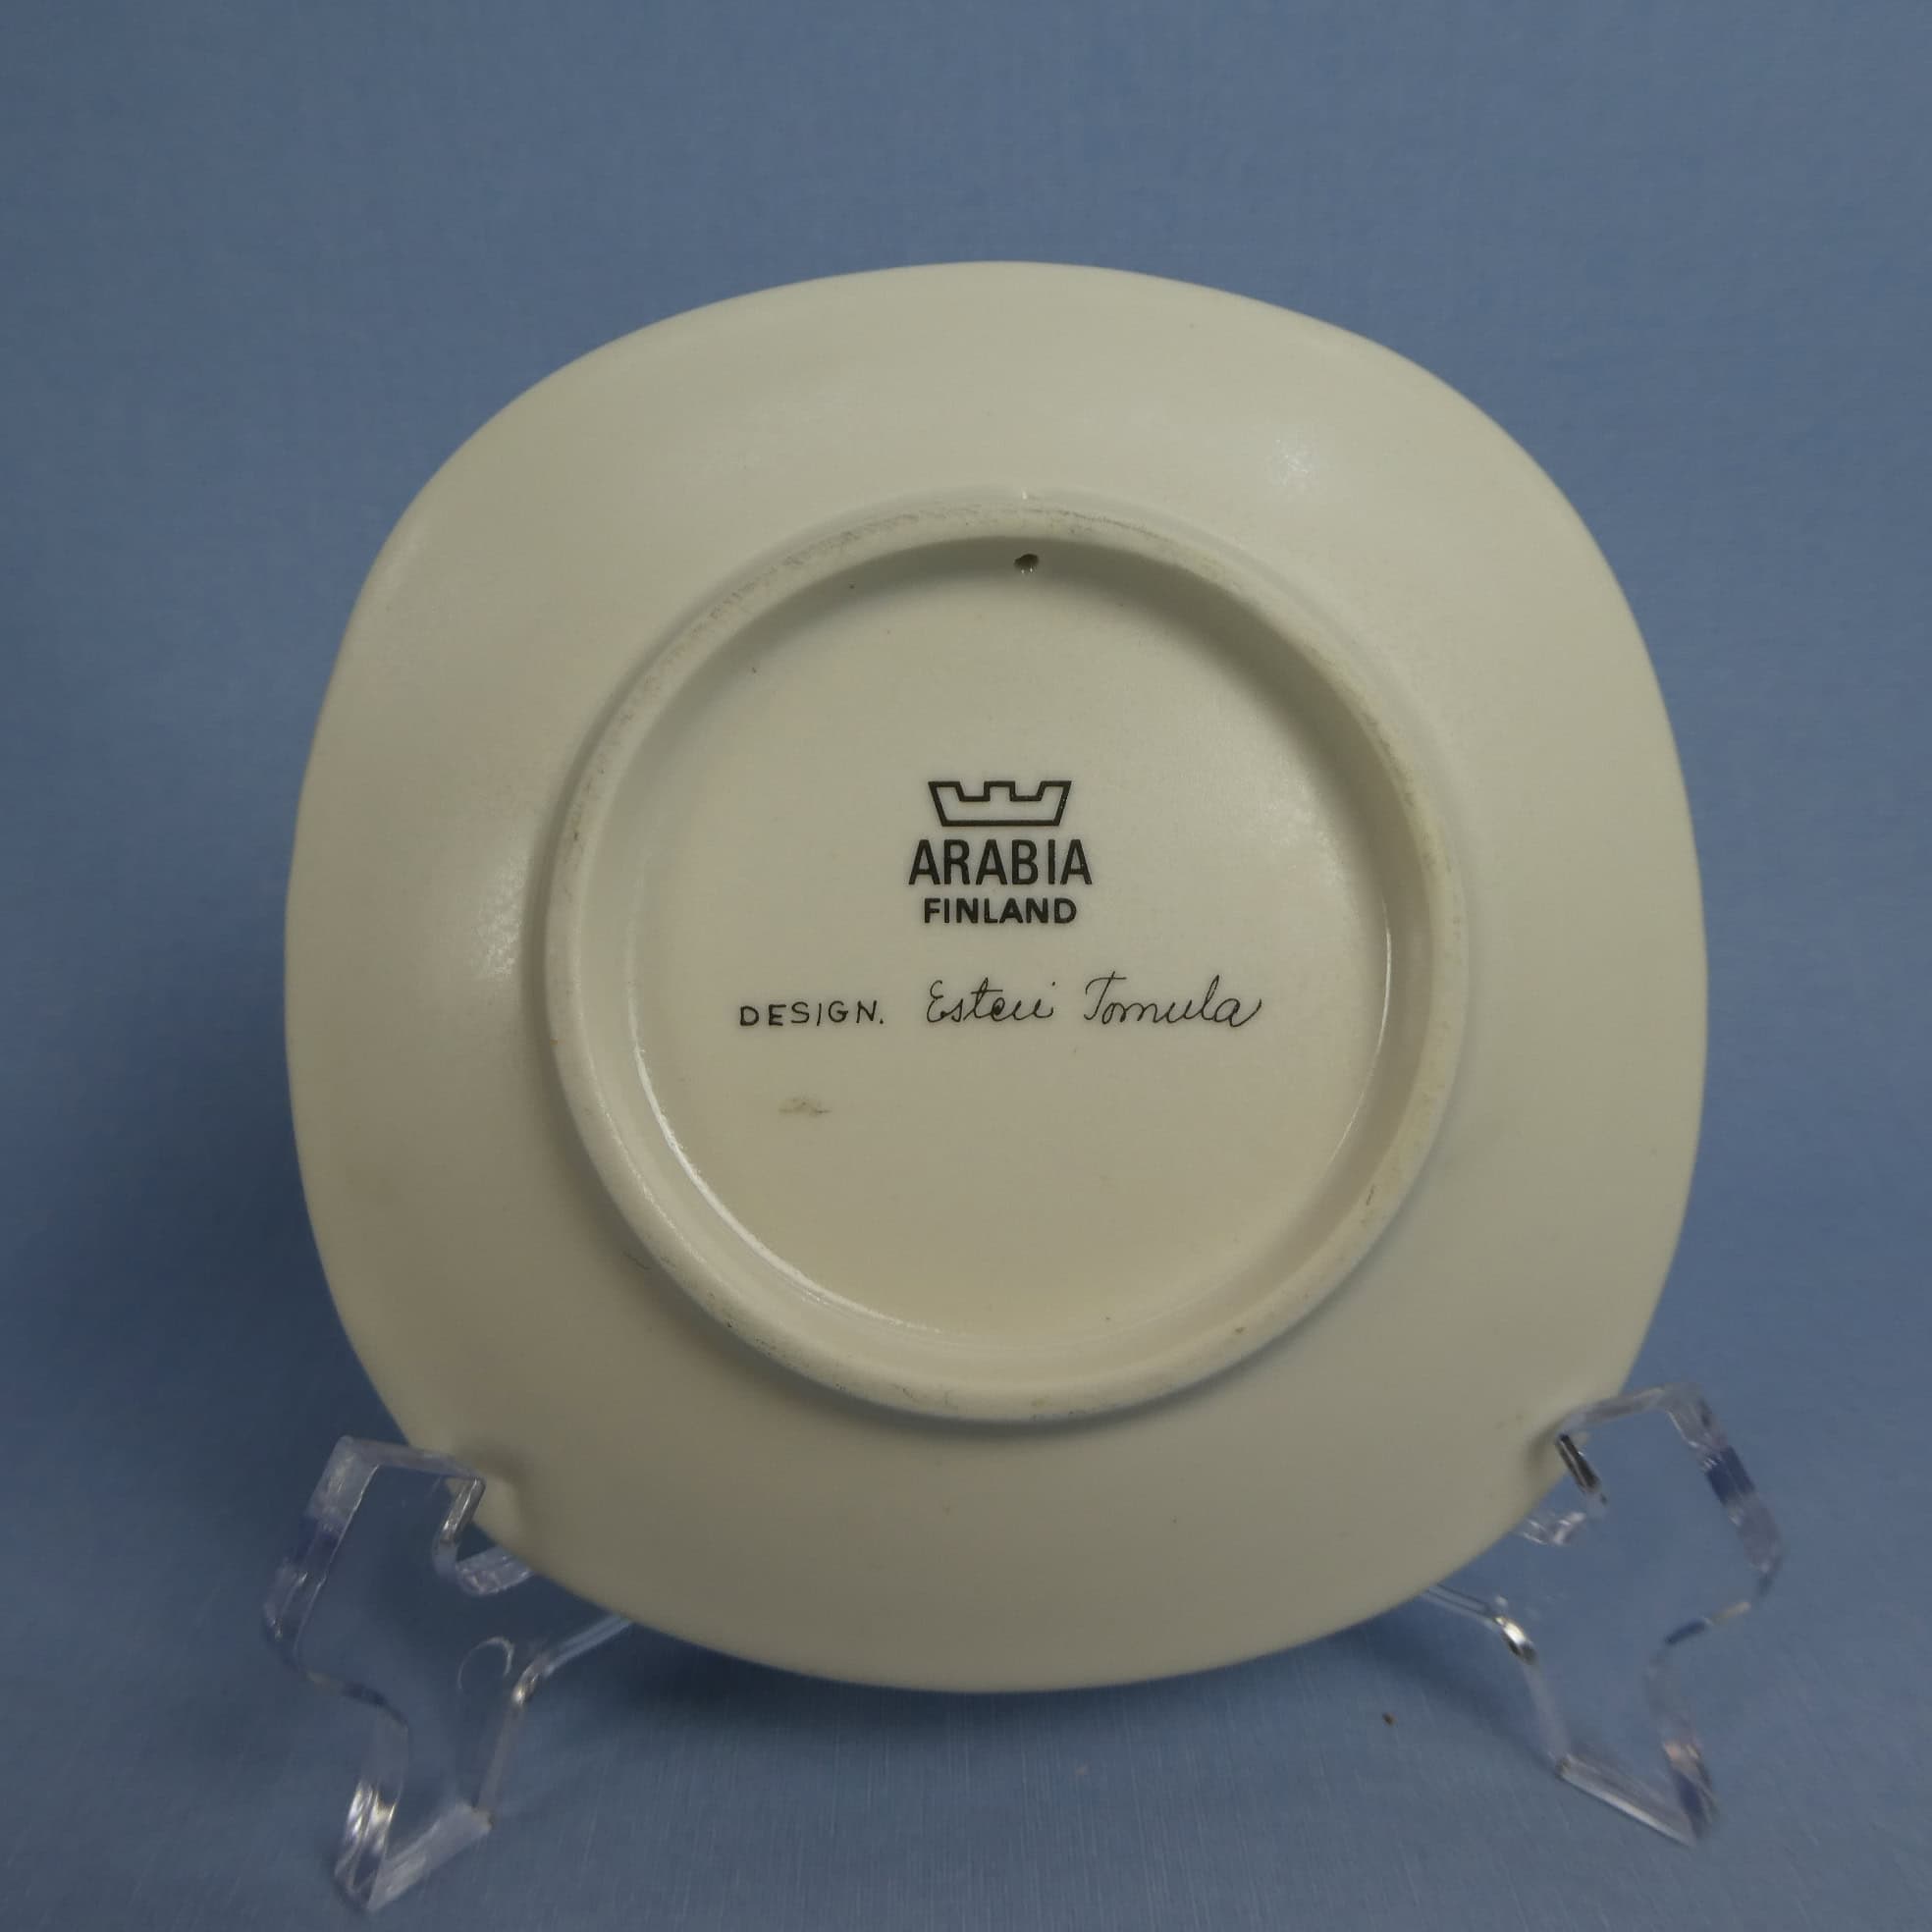 ARABIA
FINLAND
DESIGN. Esteri Tomula